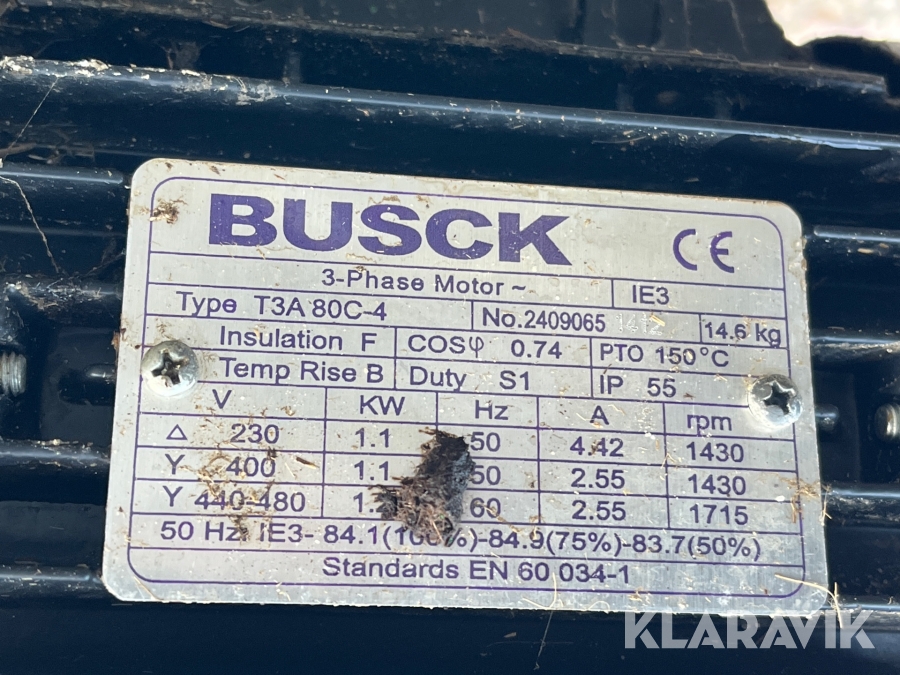 BUSCK CE
3-Phase Motor ~ IE3
Type T3A 80C-4 No.2409065 1412 14.6 kg
Insulation F COSφ 0.74 PTO 150°C
Temp Rise B Duty S1 IP 55
V KW Hz A rpm
Δ 230 1.1 50 4.42 1430
Y 400 1.1 50 2.55 1430
Y 440-480 60 2.55 1715
50 Hz IE3- 84.1(100%)-84.9(75%)-83.7(50%)
Standards EN 60 034-1
KLARAVIK